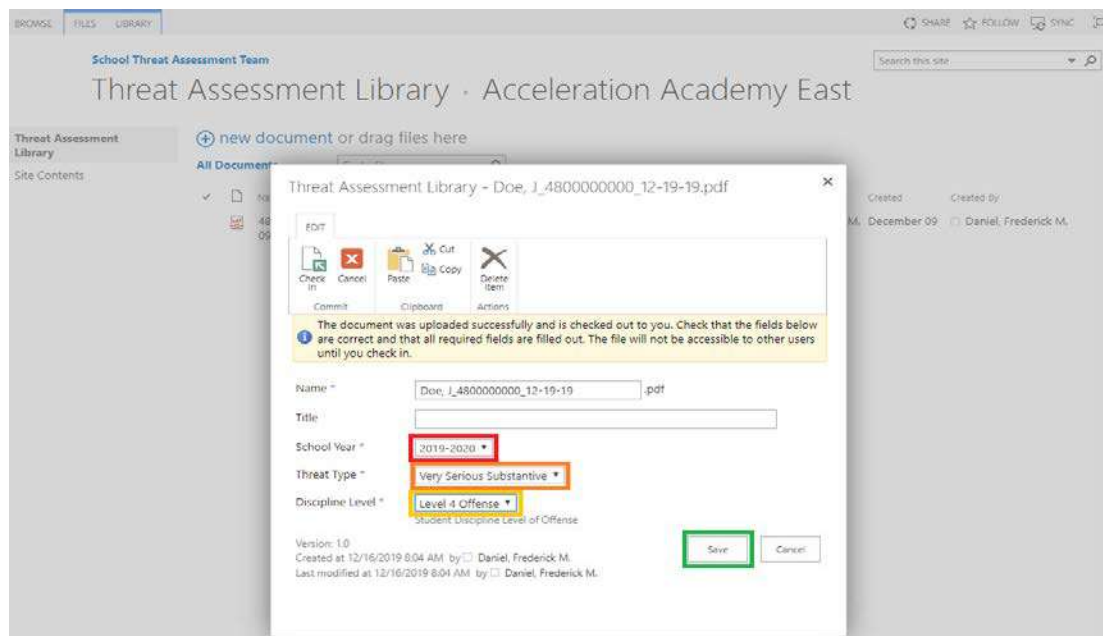 BROWSE FILES LIBRARY
SHARE FOLLOW SYNC
School Threat Assessment Team
Search this site
Threat Assessment Library · Acceleration Academy East
Threat Assessment
Library
Site Contents
+ new document or drag files here
All Documents
Created Created By
M. December 09 Daniel, Frederick M.
48
09
Threat Assessment Library - Doe, J_4800000000_12-19-19.pdf
EDIT
Check
In
Cancel
Paste
Cut
Copy
Delete
Item
Commit Clipboard Actions
The document was uploaded successfully and is checked out to you. Check that the fields below
are correct and that all required fields are filled out. The file will not be accessible to other users
until you check in.
Name * Doe, J_4800000000_12-19-19 .pdf
Title
School Year * 2019-2020
Threat Type * Very Serious Substantive
Discipline Level * Level 4 Offense
Student Discipline Level of Offense
Version: 1.0
Created at 12/16/2019 8:04 AM by Daniel, Frederick M.
Last modified at 12/16/2019 8:04 AM by Daniel, Frederick M.
Save Cancel